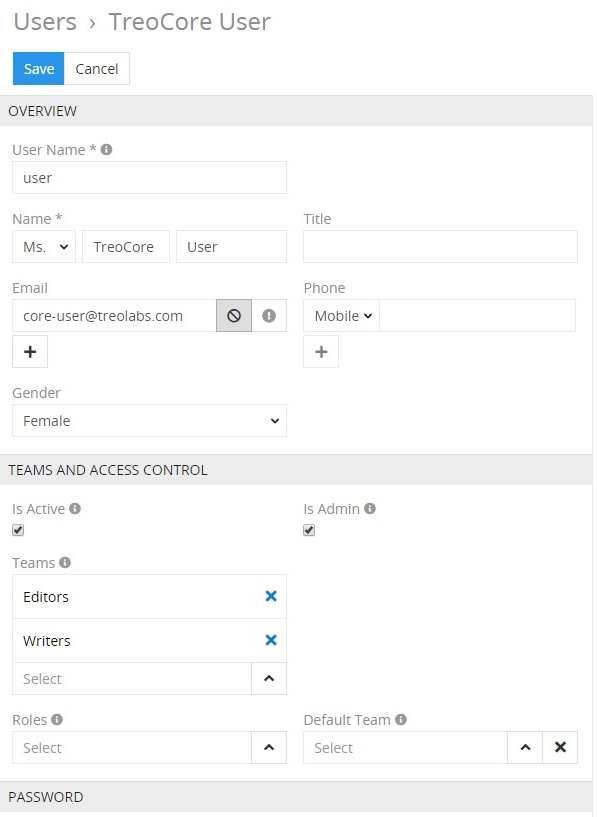 Users › TreoCore User
Save Cancel
OVERVIEW
User Name *
user
Name * Title
Ms. TreoCore User
Email Phone
core-user@treolabs.com Mobile
Gender
Female
TEAMS AND ACCESS CONTROL
Is Active Is Admin
Teams
Editors
Writers
Select
Roles Default Team
Select Select
PASSWORD